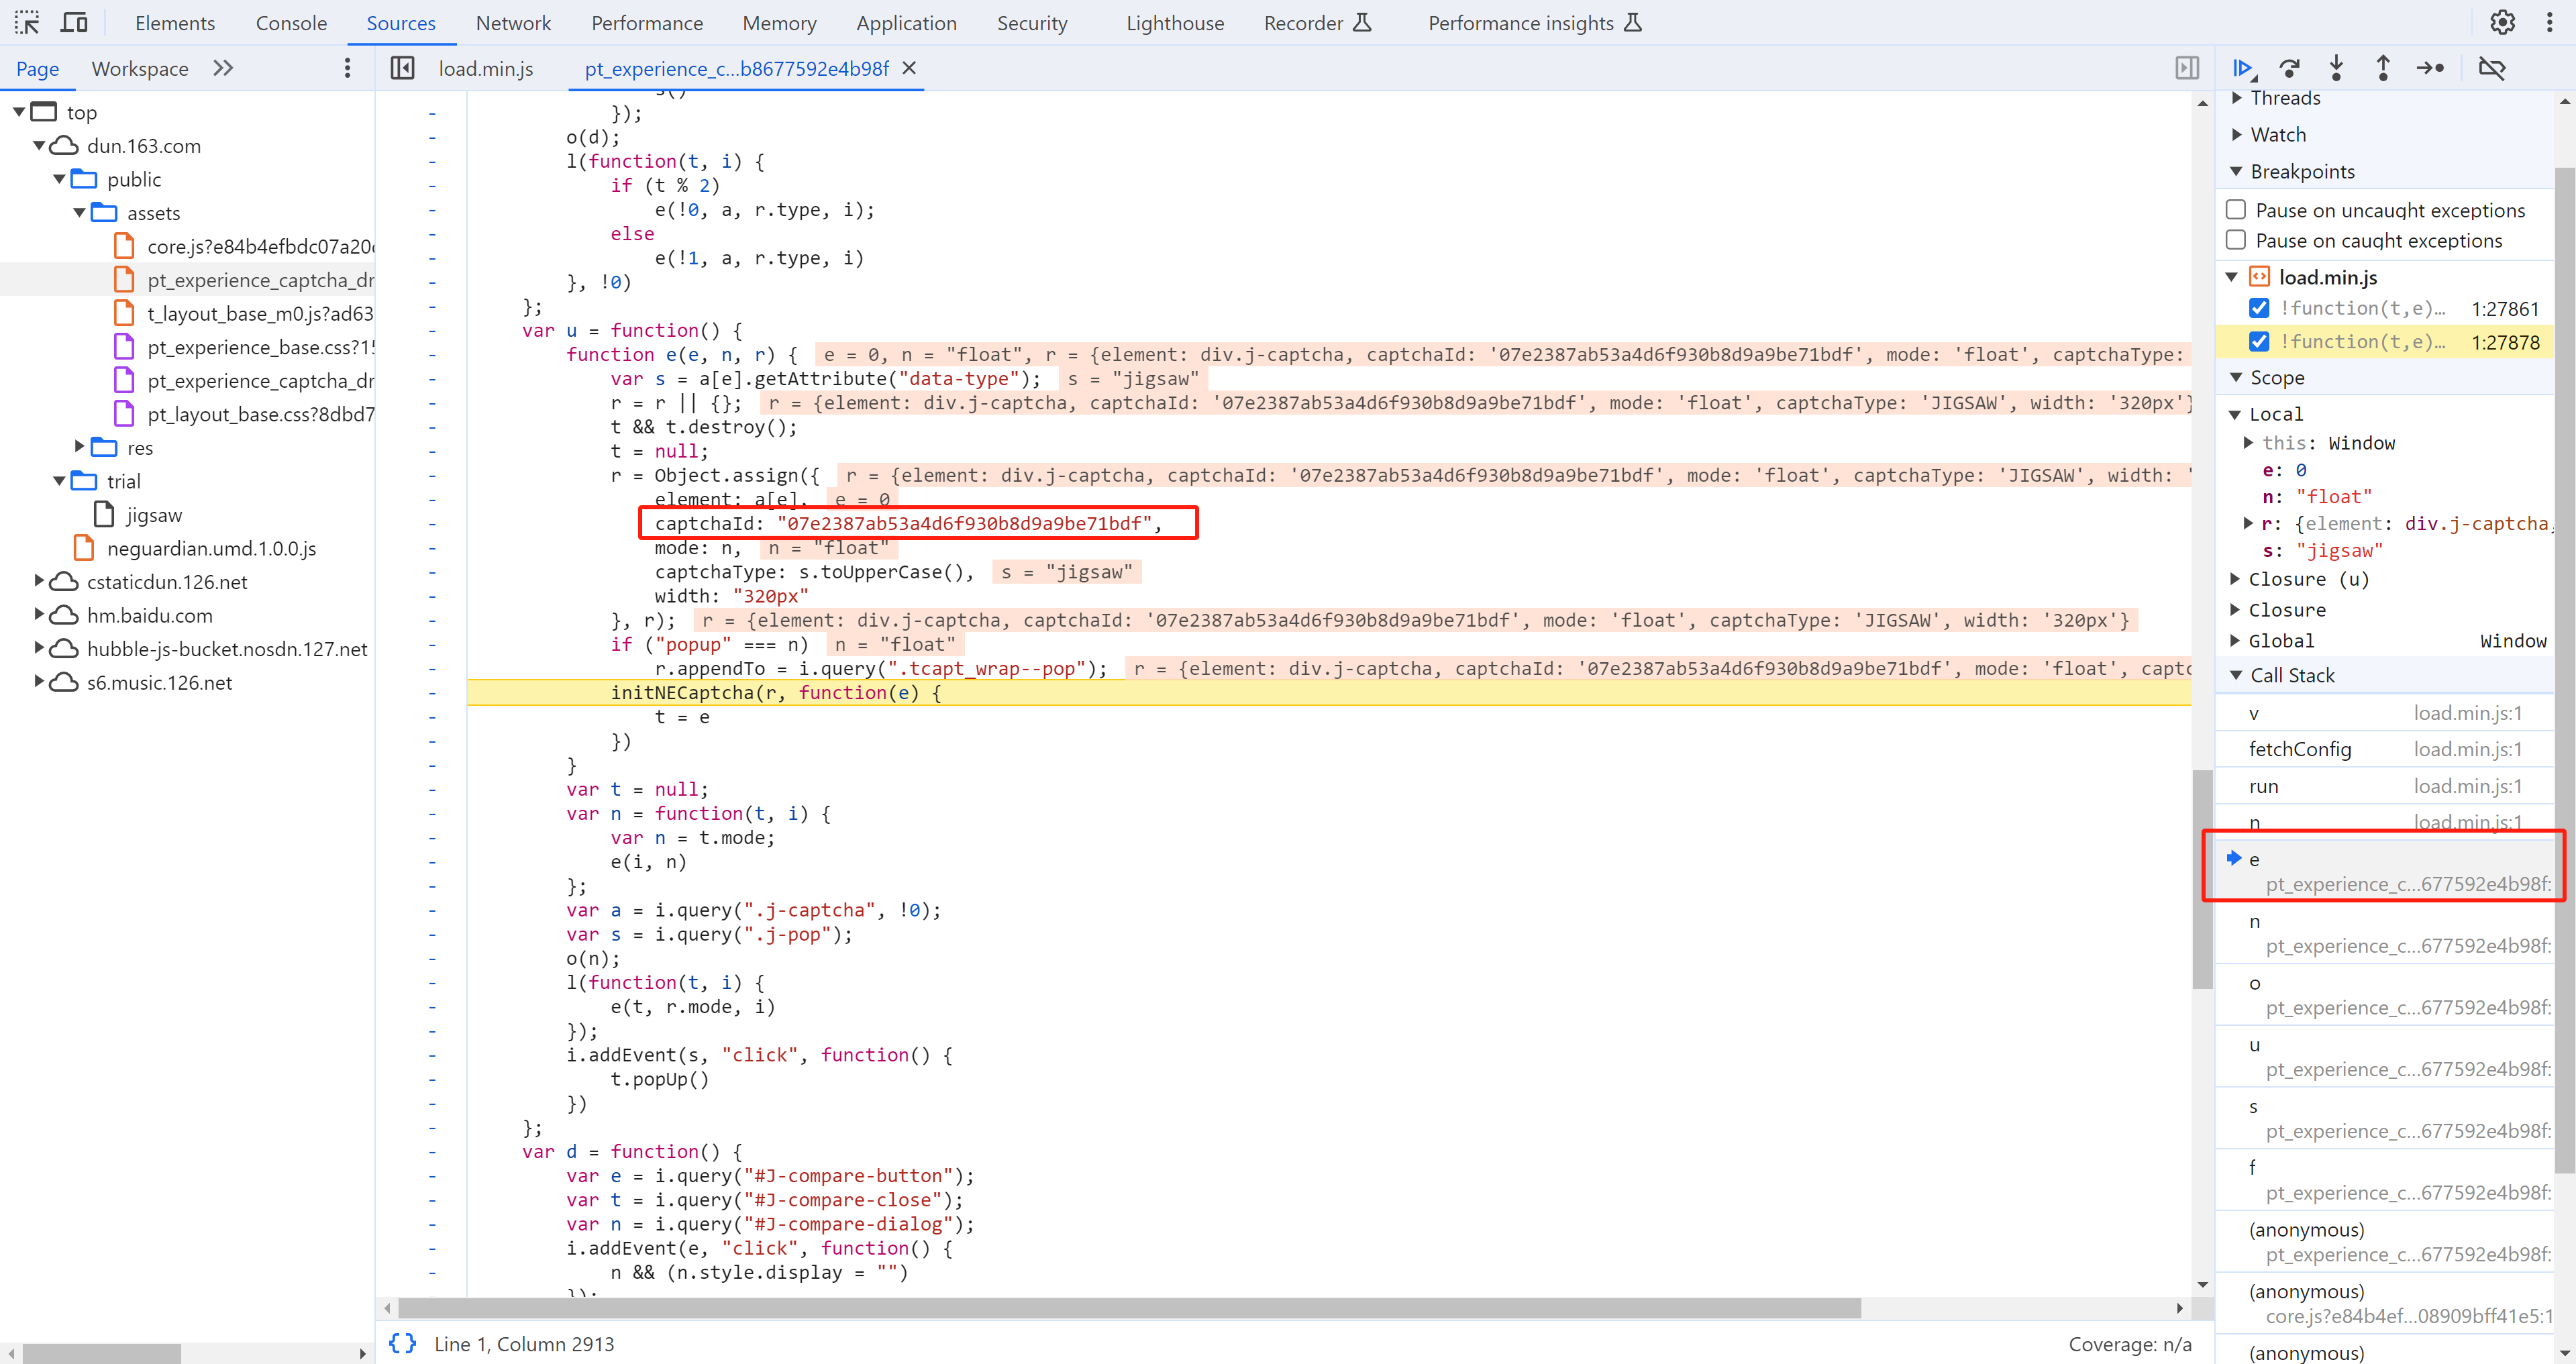 Elements Console Sources Network Performance Memory Application Security Lighthouse Recorder Performance insights
Page Workspace
top
dun.163.com
public
assets
core.js?e84b4efbdc07a20
pt_experience_captcha_dr
t_layout_base_m0.js?ad63
pt_experience_base.css?15
pt_experience_captcha_dr
pt_layout_base.css?8dbd7
res
trial
jigsaw
neguardian.umd.1.0.0.js
cstaticdun.126.net
hm.baidu.com
hubble-js-bucket.nosdn.127.net
s6.music.126.net
load.min.js pt_experience_c...b8677592e4b98f
s()
});
o(d);
l(function(t, i) {
if (t % 2)
e(!0, a, r.type, i);
else
e(!1, a, r.type, i)
}, !0)
};
var u = function() {
function e(e, n, r) { e = 0, n = "float", r = {element: div.j-captcha, captchaId: '07e2387ab53a4d6f930b8d9a9be71bdf', mode: 'float', captchaType:
var s = a[e].getAttribute("data-type"); s = "jigsaw"
r = r || {}; r = {element: div.j-captcha, captchaId: '07e2387ab53a4d6f930b8d9a9be71bdf', mode: 'float', captchaType: 'JIGSAW', width: '320px'}
t && t.destroy();
t = null;
r = Object.assign({ r = {element: div.j-captcha, captchaId: '07e2387ab53a4d6f930b8d9a9be71bdf', mode: 'float', captchaType: 'JIGSAW', width: '
element: a[e], e = 0
captchaId: "07e2387ab53a4d6f930b8d9a9be71bdf",
mode: n, n = "float"
captchaType: s.toUpperCase(), s = "jigsaw"
width: "320px"
}, r); r = {element: div.j-captcha, captchaId: '07e2387ab53a4d6f930b8d9a9be71bdf', mode: 'float', captchaType: 'JIGSAW', width: '320px'}
if ("popup" === n) n = "float"
r.appendTo = i.query(".tcapt_wrap--pop"); r = {element: div.j-captcha, captchaId: '07e2387ab53a4d6f930b8d9a9be71bdf', mode: 'float', captc
initNECaptcha(r, function(e) {
t = e
})
}
var t = null;
var n = function(t, i) {
var n = t.mode;
e(i, n)
};
var a = i.query(".j-captcha", !0);
var s = i.query(".j-pop");
o(n);
l(function(t, i) {
e(t, r.mode, i)
});
i.addEvent(s, "click", function() {
t.popUp()
})
};
var d = function() {
var e = i.query("#J-compare-button");
var t = i.query("#J-compare-close");
var n = i.query("#J-compare-dialog");
i.addEvent(e, "click", function() {
n && (n.style.display = "")
});
{} Line 1, Column 2913 Coverage: n/a
Threads
Watch
Breakpoints
Pause on uncaught exceptions
Pause on caught exceptions
load.min.js
!function(t,e)… 1:27861
!function(t,e)… 1:27878
Scope
Local
this: Window
e: 0
n: "float"
r: {element: div.j-captcha,
s: "jigsaw"
Closure (u)
Closure
Global Window
Call Stack
v load.min.js:1
fetchConfig load.min.js:1
run load.min.js:1
n load.min.js:1
e
pt_experience_c...677592e4b98f:
n
pt_experience_c...677592e4b98f:
o
pt_experience_c...677592e4b98f:
u
pt_experience_c...677592e4b98f:
s
pt_experience_c...677592e4b98f:
f
pt_experience_c...677592e4b98f:
(anonymous)
pt_experience_c...677592e4b98f:
(anonymous)
core.js?e84b4ef...08909bff41e5:1
(anonymous)